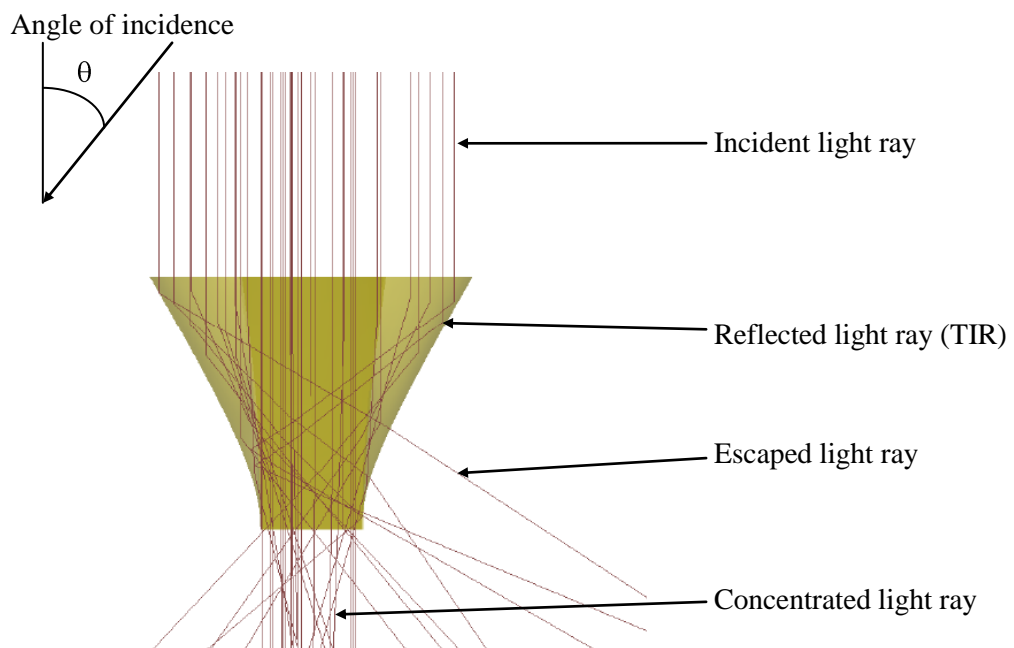 Angle of incidence
θ
Incident light ray
Reflected light ray (TIR)
Escaped light ray
Concentrated light ray